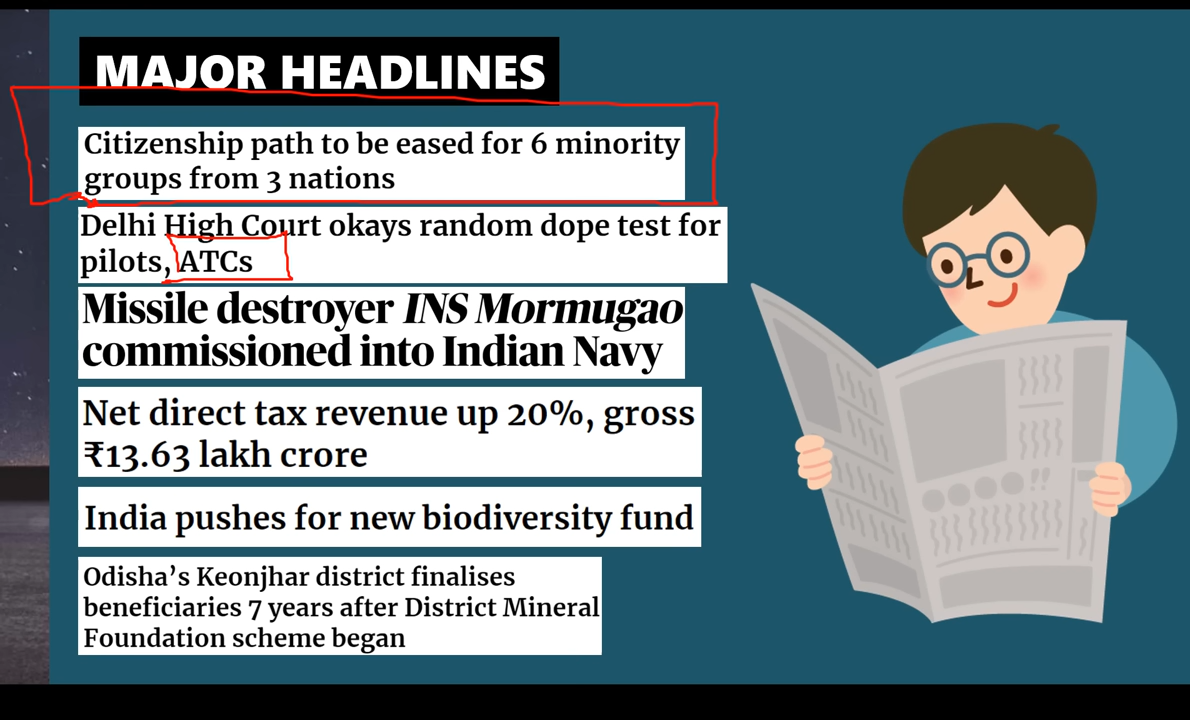 MAJOR HEADLINES
Citizenship path to be eased for 6 minority
groups from 3 nations
Delhi High Court okays random dope test for
pilots, ATCs
Missile destroyer INS Mormugao
commissioned into Indian Navy
Net direct tax revenue up 20%, gross
₹13.63 lakh crore
India pushes for new biodiversity fund
Odisha’s Keonjhar district finalises
beneficiaries 7 years after District Mineral
Foundation scheme began